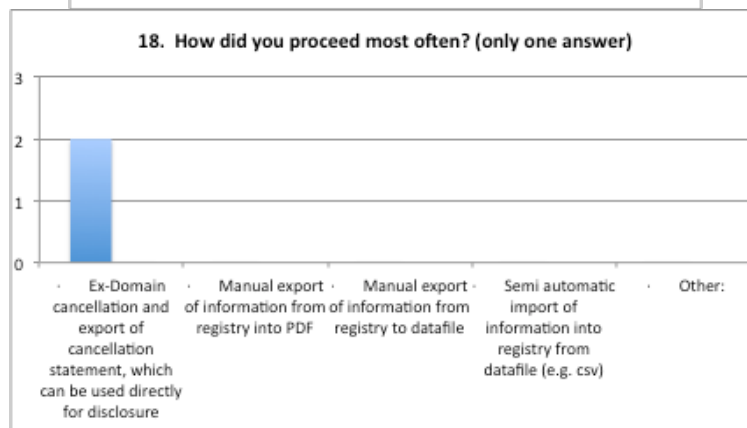 18. How did you proceed most often? (only one answer)
3
2
1
0
· Ex-Domain cancellation and export of cancellation statement, which can be used directly for disclosure
· Manual export of information from registry into PDF
· Manual export of information from registry to datafile
· Semi automatic import of information into registry from datafile (e.g. csv)
· Other: